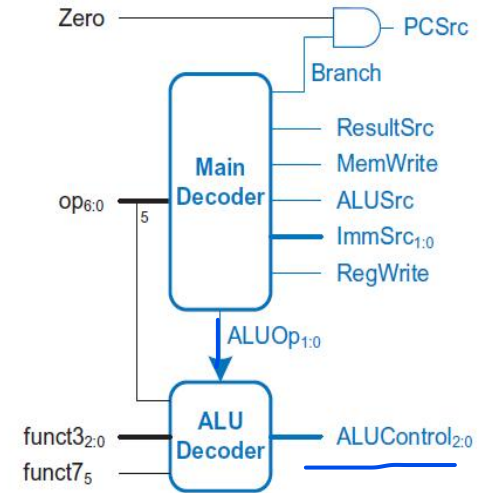 Zero
PCSrc
Branch
Main
Decoder
ResultSrc
MemWrite
ALUSrc
ImmSrc1:0
RegWrite
op6:0
5
ALUOp1:0
ALU
Decoder
funct32:0
funct75
ALUControl2:0